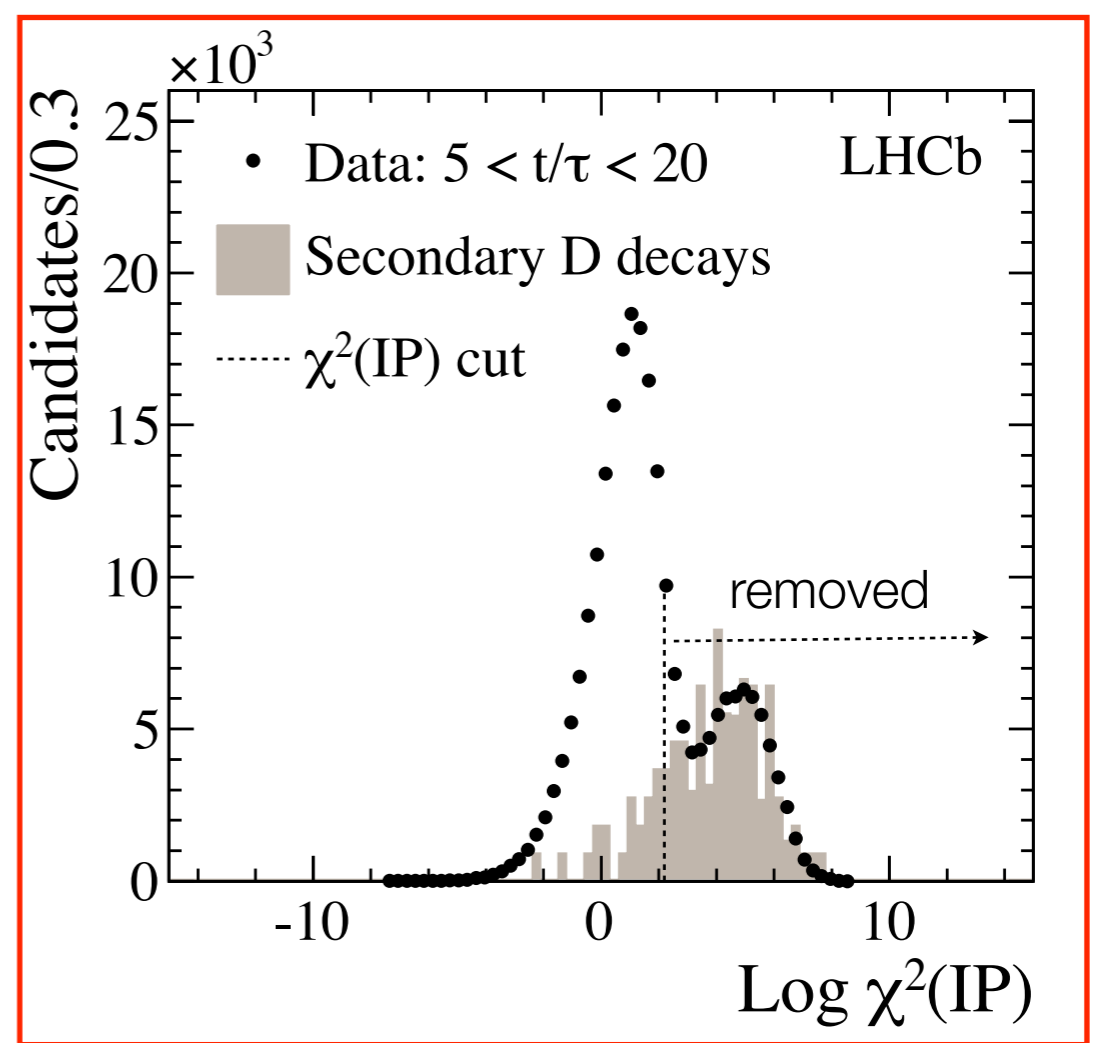 ×10³
Candidates/0.3
25
20
15
10
5
0
Data: 5 < t/τ < 20
LHCb
Secondary D decays
χ²(IP) cut
removed
-10
0
10
Log χ²(IP)